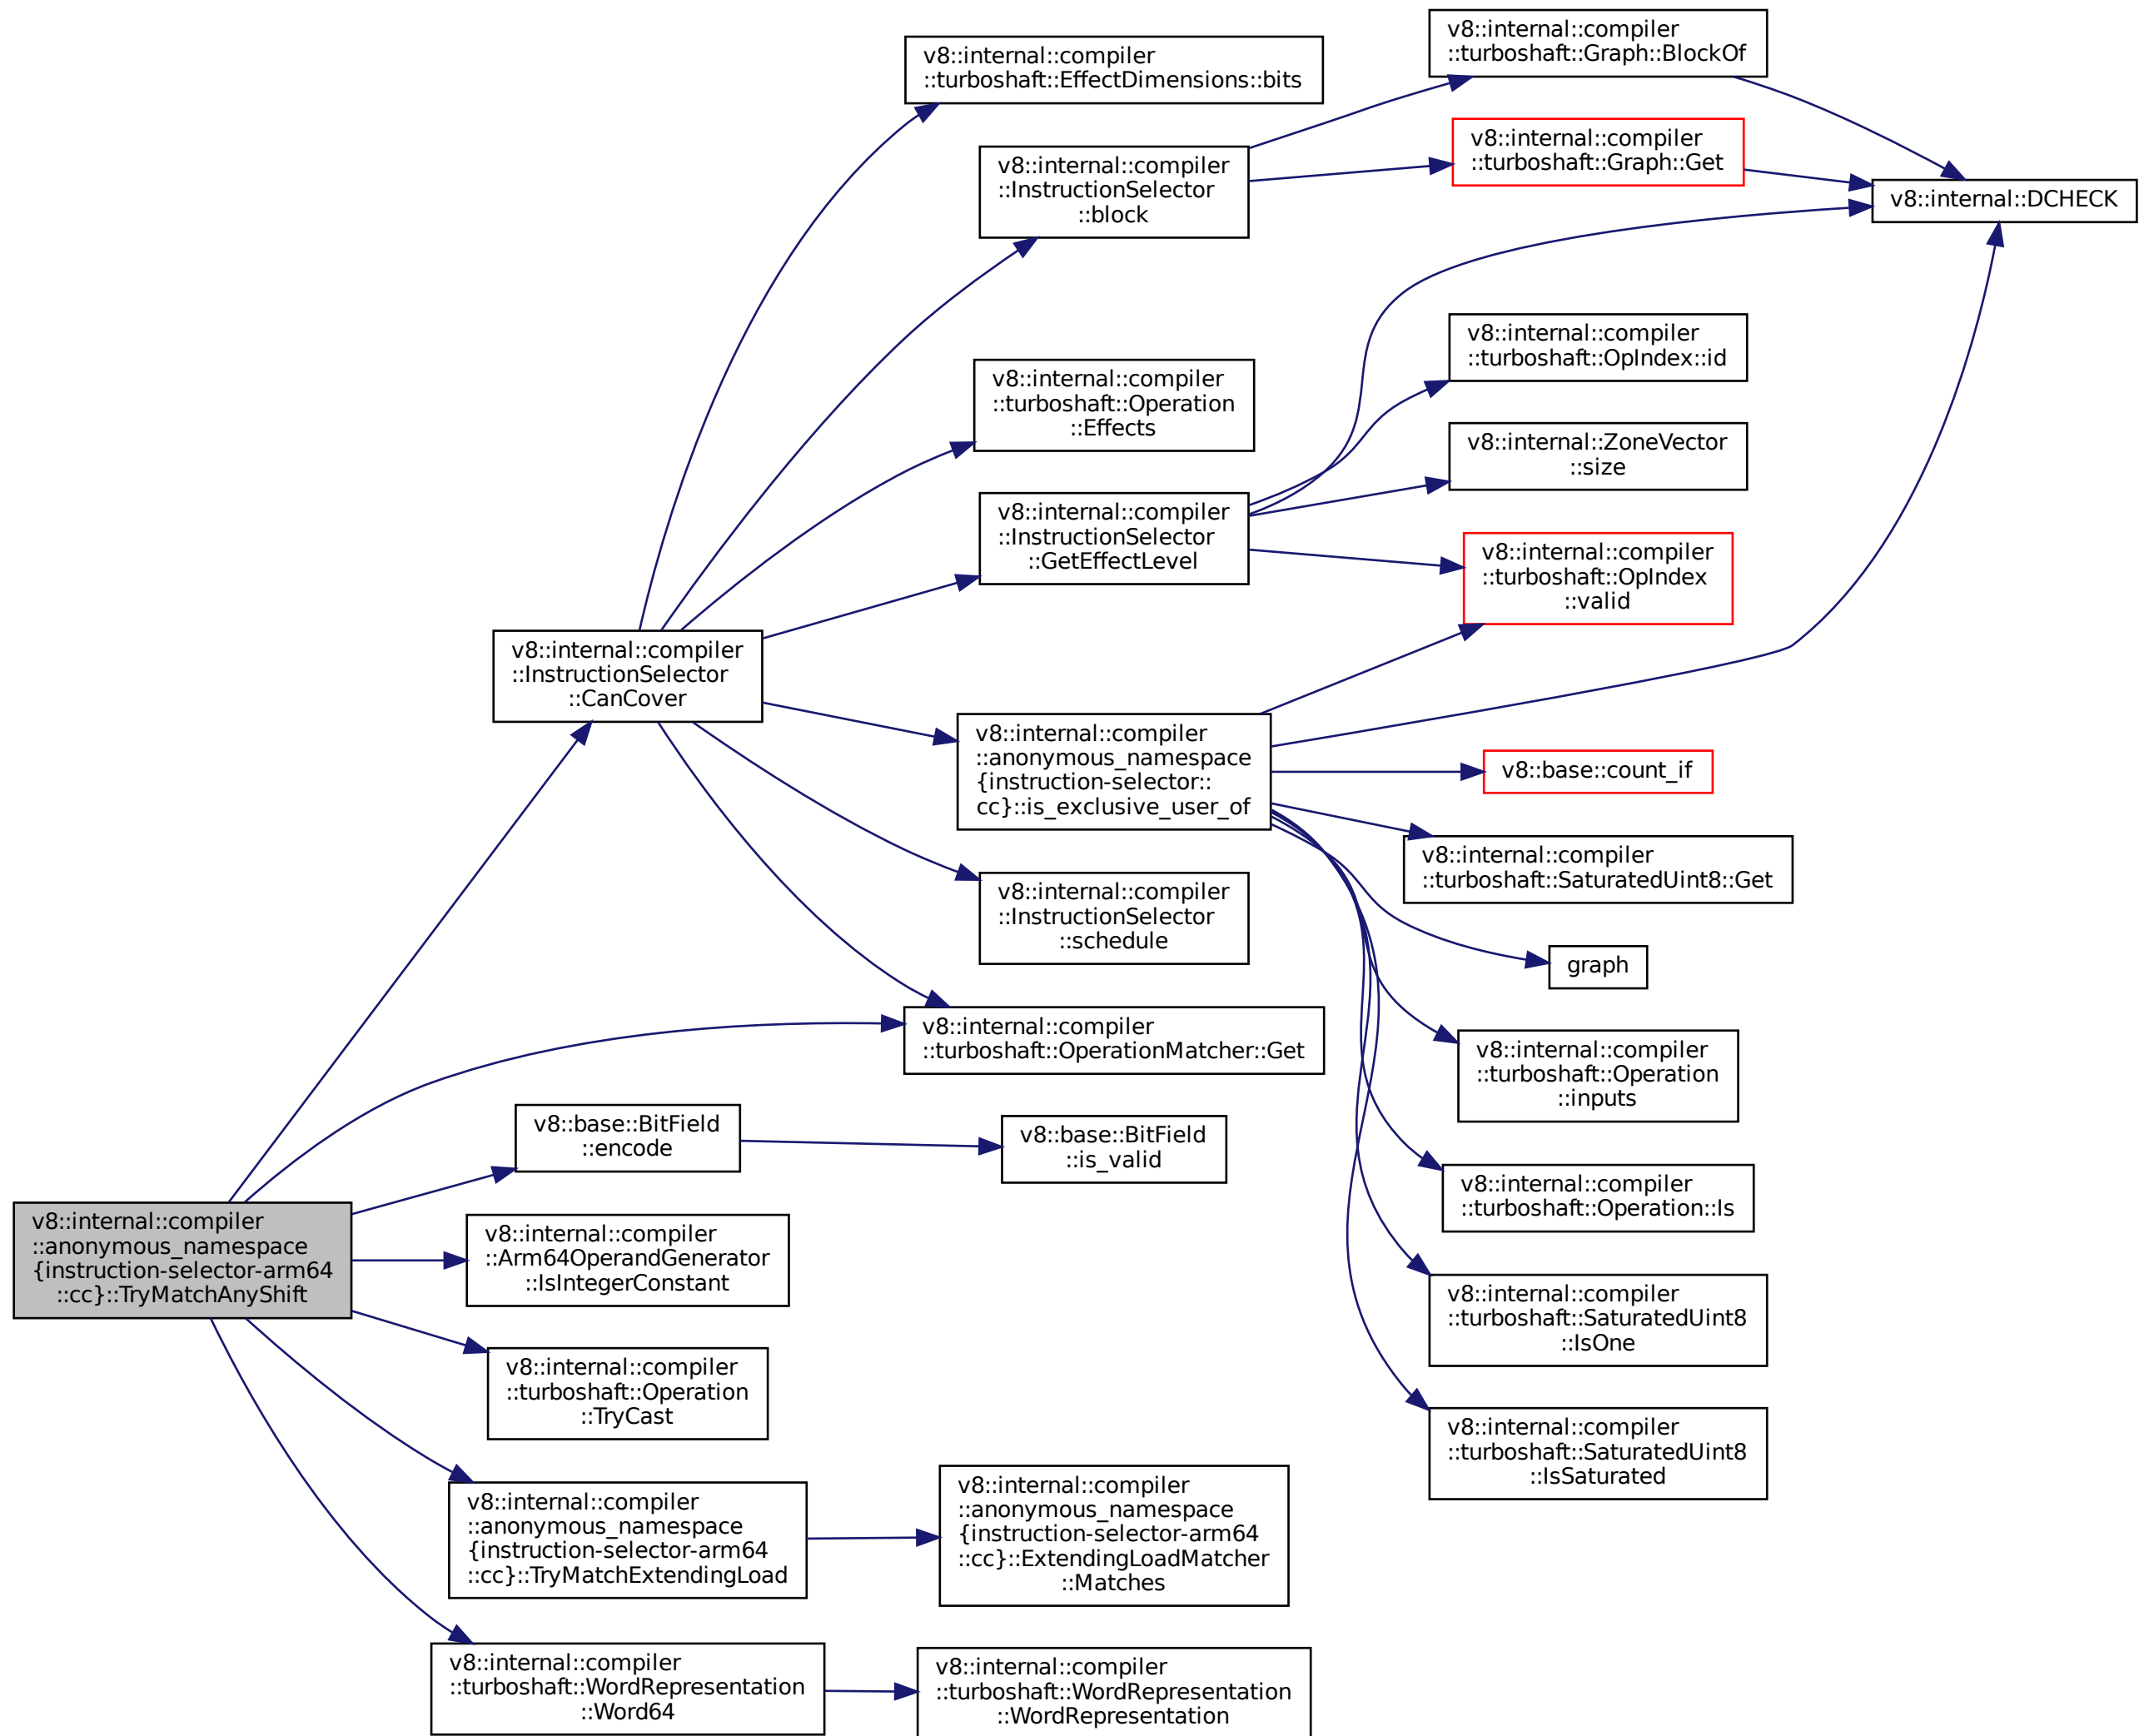 v8::internal::compiler
::turboshaft::Graph::BlockOf
v8::internal::compiler
::turboshaft::EffectDimensions::bits
v8::internal::compiler
::turboshaft::Graph::Get
v8::internal::compiler
::InstructionSelector
::block
v8::internal::DCHECK
v8::internal::compiler
::turboshaft::OpIndex::id
v8::internal::compiler
::turboshaft::Operation
::Effects
v8::internal::ZoneVector
::size
v8::internal::compiler
::InstructionSelector
::GetEffectLevel
v8::internal::compiler
::turboshaft::OpIndex
::valid
v8::internal::compiler
::InstructionSelector
::CanCover
v8::internal::compiler
::anonymous_namespace
{instruction-selector::
cc}::is_exclusive_user_of
v8::base::count_if
v8::internal::compiler
::turboshaft::SaturatedUint8::Get
v8::internal::compiler
::InstructionSelector
::schedule
graph
v8::internal::compiler
::turboshaft::OperationMatcher::Get
v8::internal::compiler
::turboshaft::Operation
::inputs
v8::base::BitField
::encode
v8::base::BitField
::is_valid
v8::internal::compiler
::turboshaft::Operation::Is
v8::internal::compiler
::anonymous_namespace
{instruction-selector-arm64
::cc}::TryMatchAnyShift
v8::internal::compiler
::Arm64OperandGenerator
::IsIntegerConstant
v8::internal::compiler
::turboshaft::SaturatedUint8
::IsOne
v8::internal::compiler
::turboshaft::Operation
::TryCast
v8::internal::compiler
::turboshaft::SaturatedUint8
::IsSaturated
v8::internal::compiler
::anonymous_namespace
{instruction-selector-arm64
::cc}::TryMatchExtendingLoad
v8::internal::compiler
::anonymous_namespace
{instruction-selector-arm64
::cc}::ExtendingLoadMatcher
::Matches
v8::internal::compiler
::turboshaft::WordRepresentation
::Word64
v8::internal::compiler
::turboshaft::WordRepresentation
::WordRepresentation